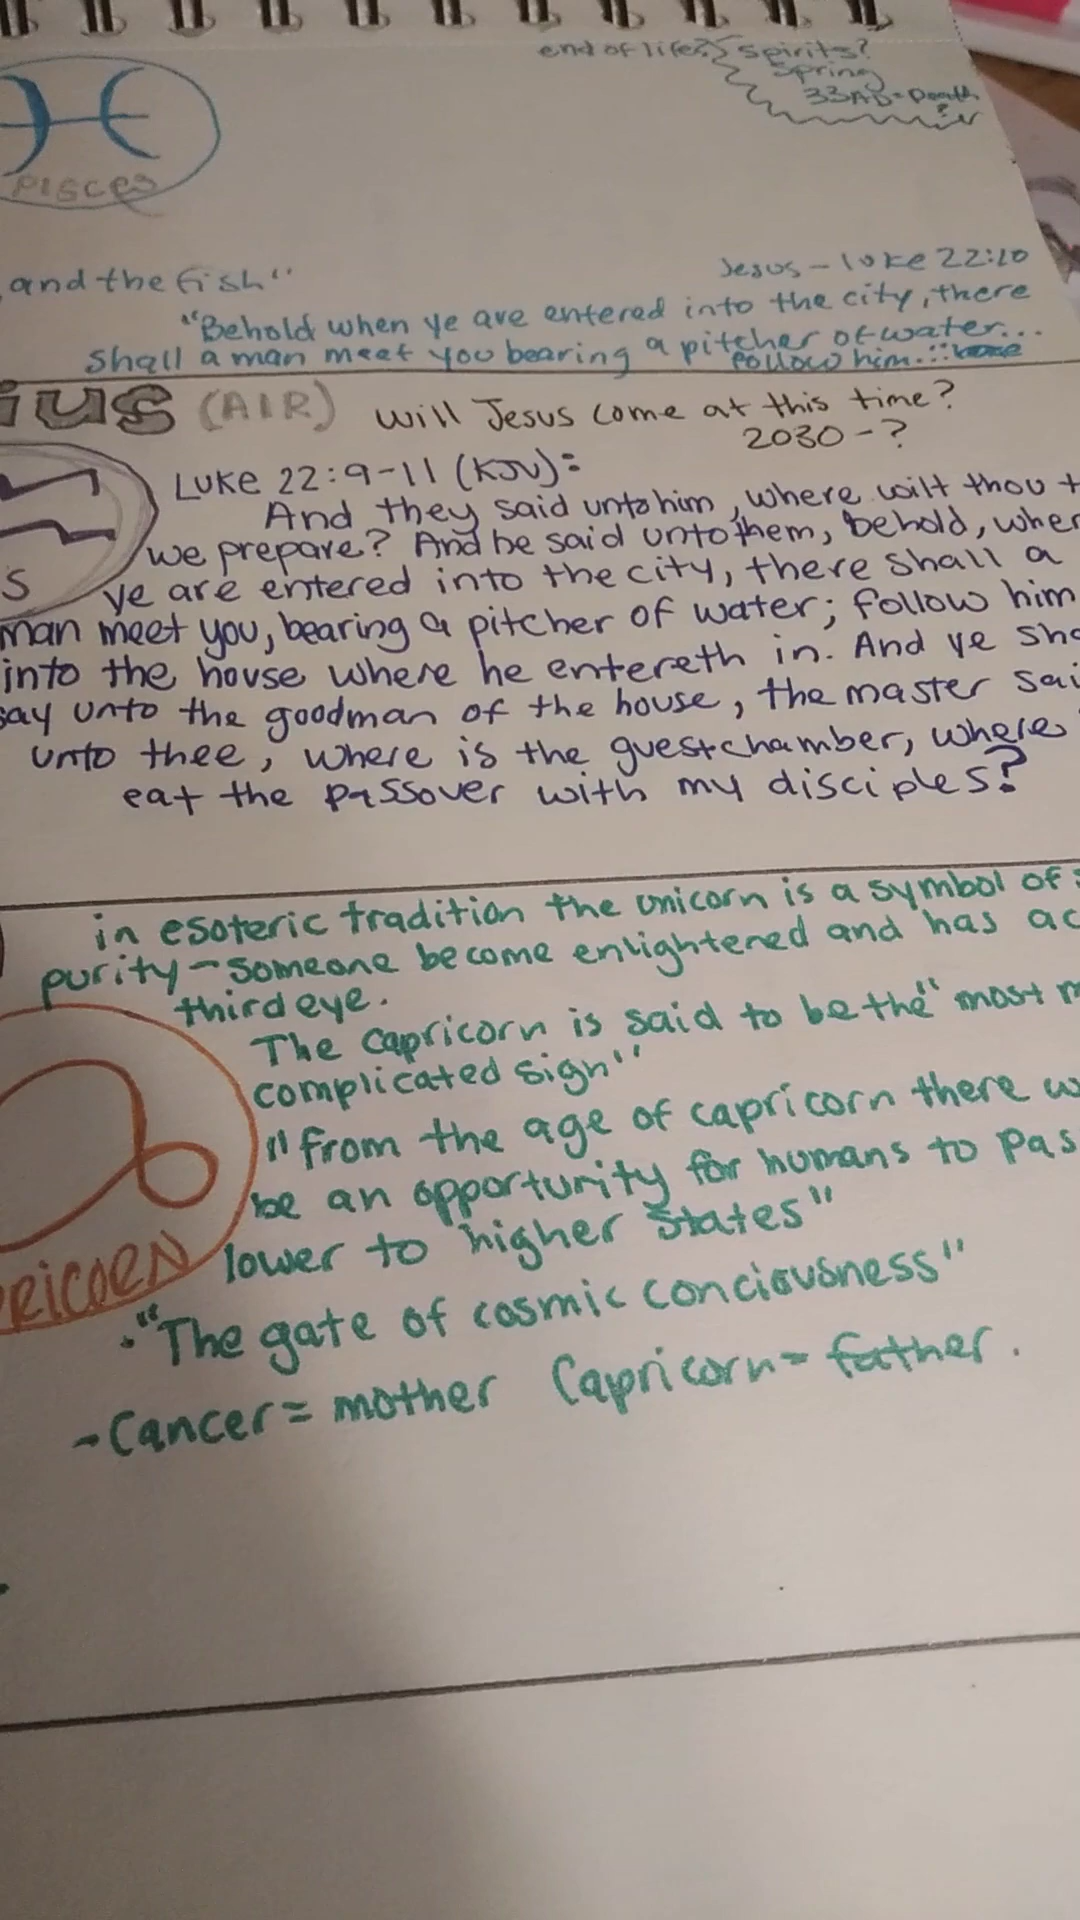 end of life? spirits?
Spring
33AD=Death
?
PISCES
and the fish"
Jesus - luke 22:10
"Behold when ye are entered into the city, there
shall a man meet you bearing a pitcher of water...
follow him...
ius (AIR) will Jesus come at this time?
2030-?
Luke 22:9-11 (KJV):
And they said unto him, where wilt thou t
we prepare? And he said unto them, behold, when
ye are entered into the city, there shall a
S
man meet you, bearing a pitcher of water; follow him
into the house where he entereth in. And ye sha
say unto the goodman of the house, the master sai
unto thee, where is the guestchamber, where
eat the passover with my disciples?
in esoteric tradition the unicorn is a symbol of
purity - someone become enlightened and has ac
third eye.
The capricorn is said to be the "most m
complicated sign"
"from the age of capricorn there w
be an opportunity for humans to pas
lower to higher states"
PRICORN
"The gate of cosmic conciousness"
- Cancer = mother Capricorn = father.